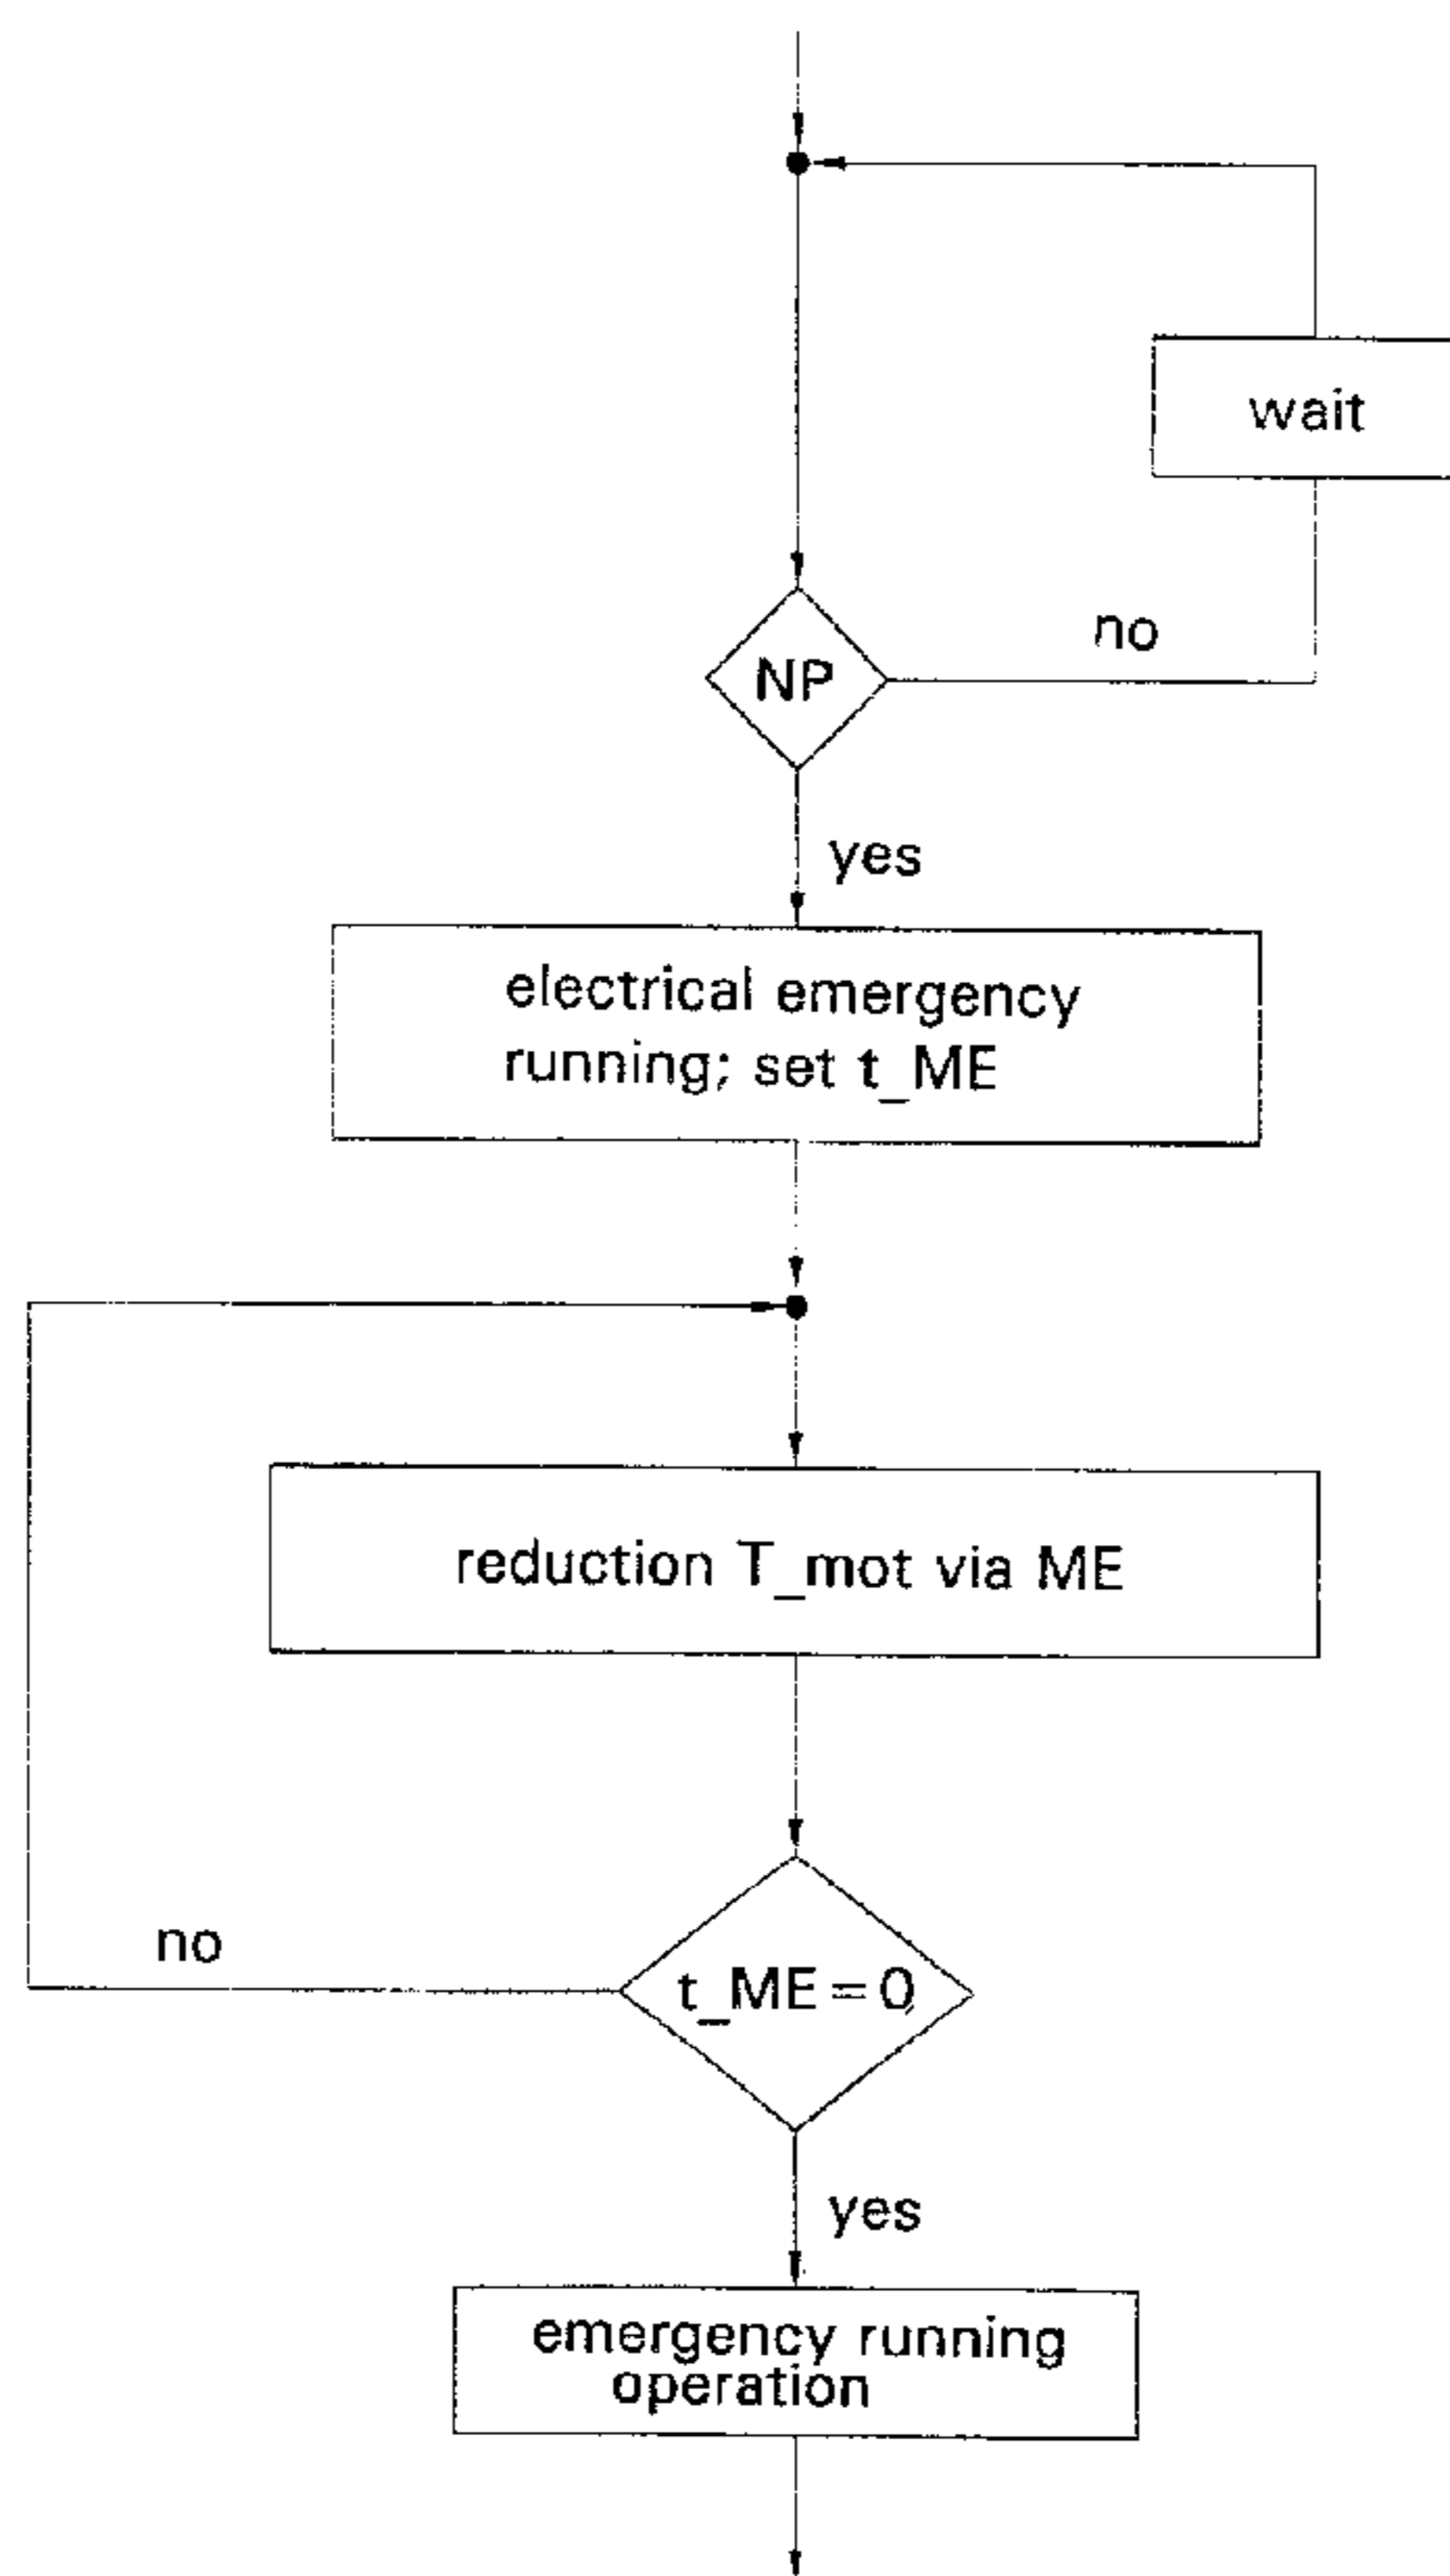 wait
no
NP
yes
electrical emergency
running; set t_ME
reduction T_mot via ME
no
t_ME = 0
yes
emergency running
operation